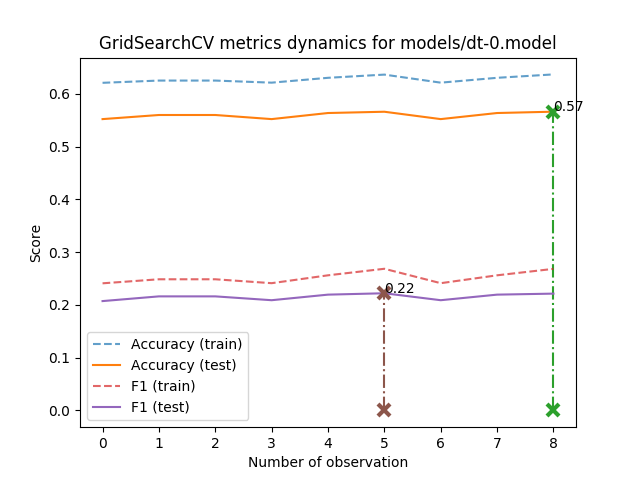 GridSearchCV metrics dynamics for models/dt-0.model
0.6
0.57
0.5
0.4
Score
0.3
0.22
0.2
0.1
0.0
Accuracy (train)
Accuracy (test)
F1 (train)
F1 (test)
0 1 2 3 4 5 6 7 8
Number of observation